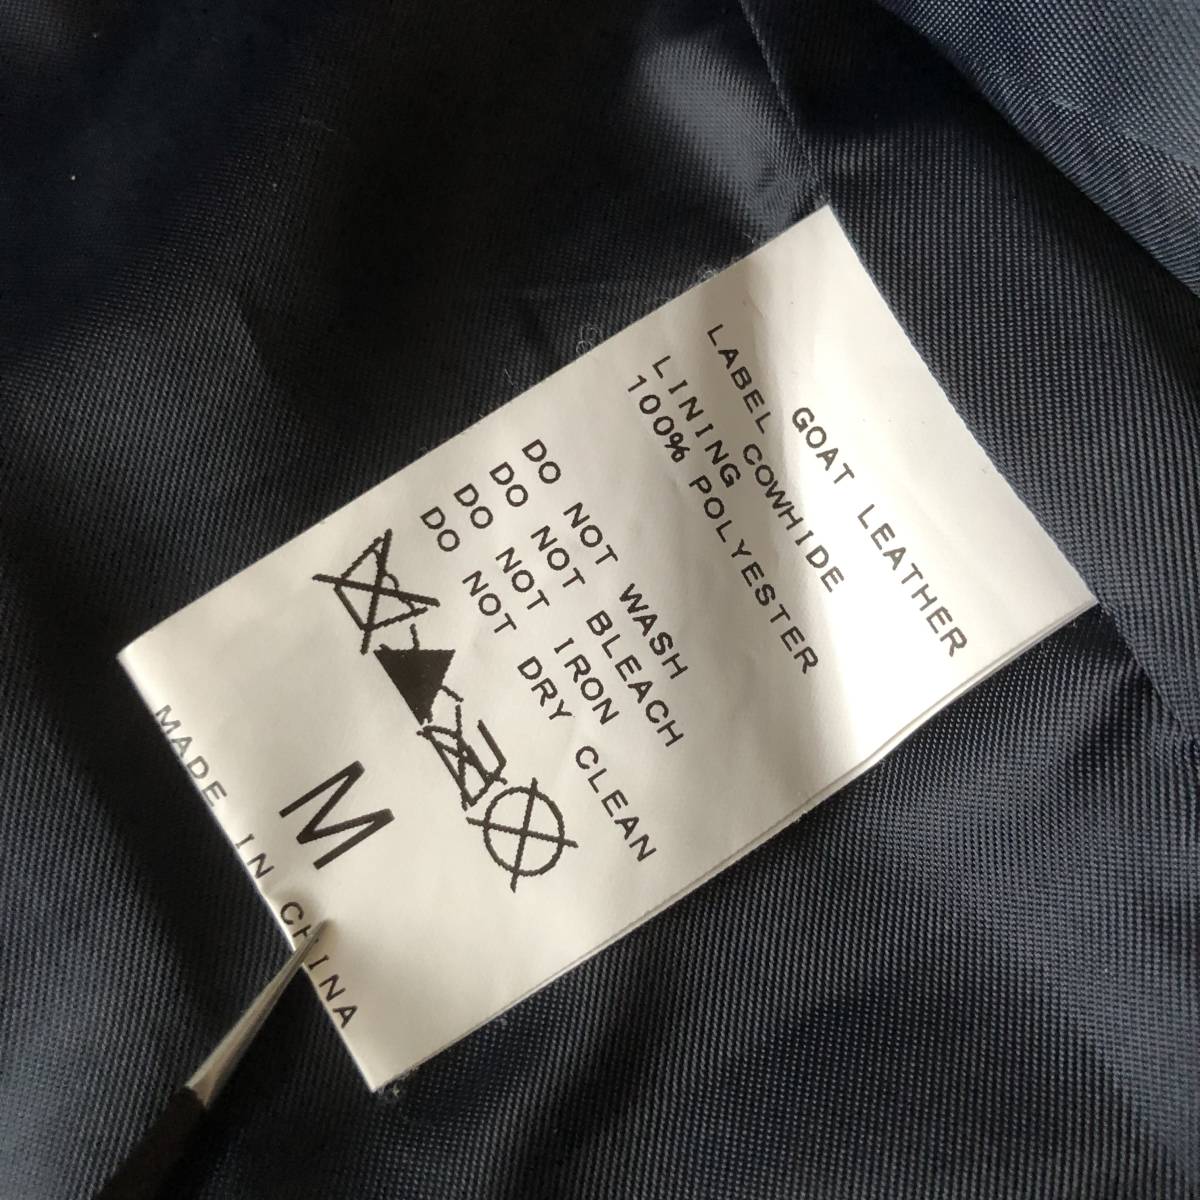 GOAT LEATHER
LABEL COWHIDE
LINING
100% POLYESTER
DO NOT WASH
DO NOT BLEACH
DO NOT IRON
DO NOT DRY CLEAN
M
MADE IN CHINA